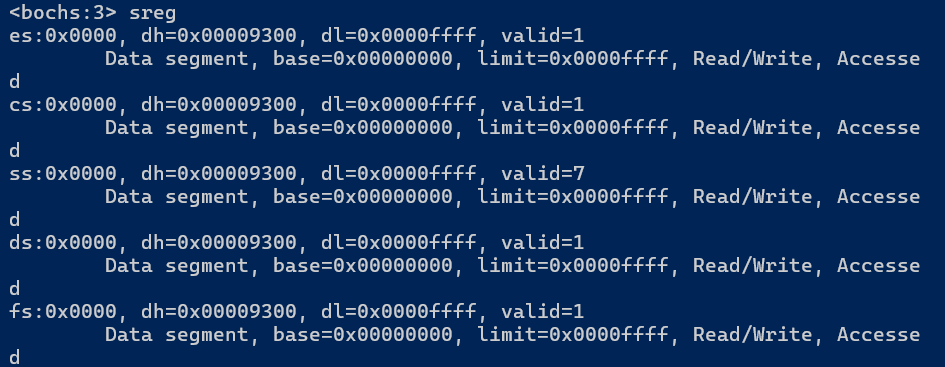 <bochs:3> sreg
es:0x0000, dh=0x00009300, dl=0x0000ffff, valid=1
        Data segment, base=0x00000000, limit=0x0000ffff, Read/Write, Accesse
d
cs:0x0000, dh=0x00009300, dl=0x0000ffff, valid=1
        Data segment, base=0x00000000, limit=0x0000ffff, Read/Write, Accesse
d
ss:0x0000, dh=0x00009300, dl=0x0000ffff, valid=7
        Data segment, base=0x00000000, limit=0x0000ffff, Read/Write, Accesse
d
ds:0x0000, dh=0x00009300, dl=0x0000ffff, valid=1
        Data segment, base=0x00000000, limit=0x0000ffff, Read/Write, Accesse
d
fs:0x0000, dh=0x00009300, dl=0x0000ffff, valid=1
        Data segment, base=0x00000000, limit=0x0000ffff, Read/Write, Accesse
d